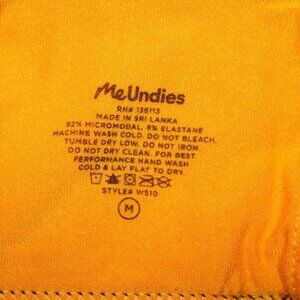 MeUndies
RN# 136113
MADE IN SRI LANKA
92% MICROMODAL, 8% ELASTANE
MACHINE WASH COLD. DO NOT BLEACH.
TUMBLE DRY LOW. DO NOT IRON
DO NOT DRY CLEAN. FOR BEST
PERFORMANCE HAND WASH
COLD & LAY FLAT TO DRY.
STYLE# W510
M